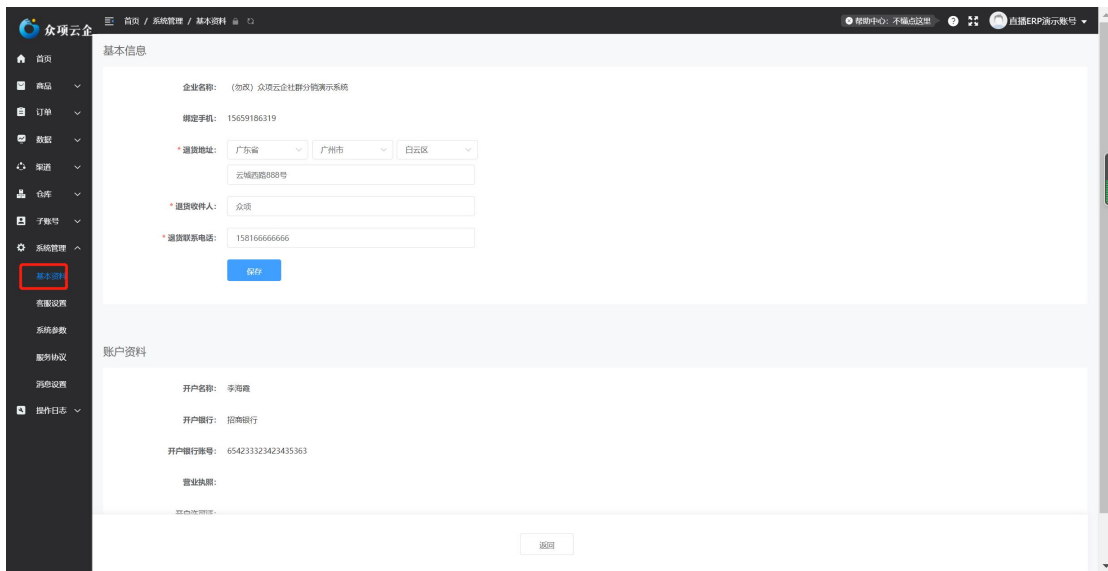 众项云企
首页 / 系统管理 / 基本资料
帮助中心：不懂点这里
直播ERP演示账号
首页
商品
订单
数据
渠道
仓库
子账号
系统管理
基本资料
客服设置
系统参数
服务协议
消息设置
操作日志
基本信息
企业名称： （勿改）众项云企社群分销演示系统
绑定手机： 15659186319
* 退货地址： 广东省 广州市 白云区
云城西路888号
* 退货收件人： 众项
* 退货联系电话： 158166666666
保存
账户资料
开户名称： 李海霞
开户银行： 招商银行
开户银行账号： 654233323423435363
营业执照：
开户许可证：
返回